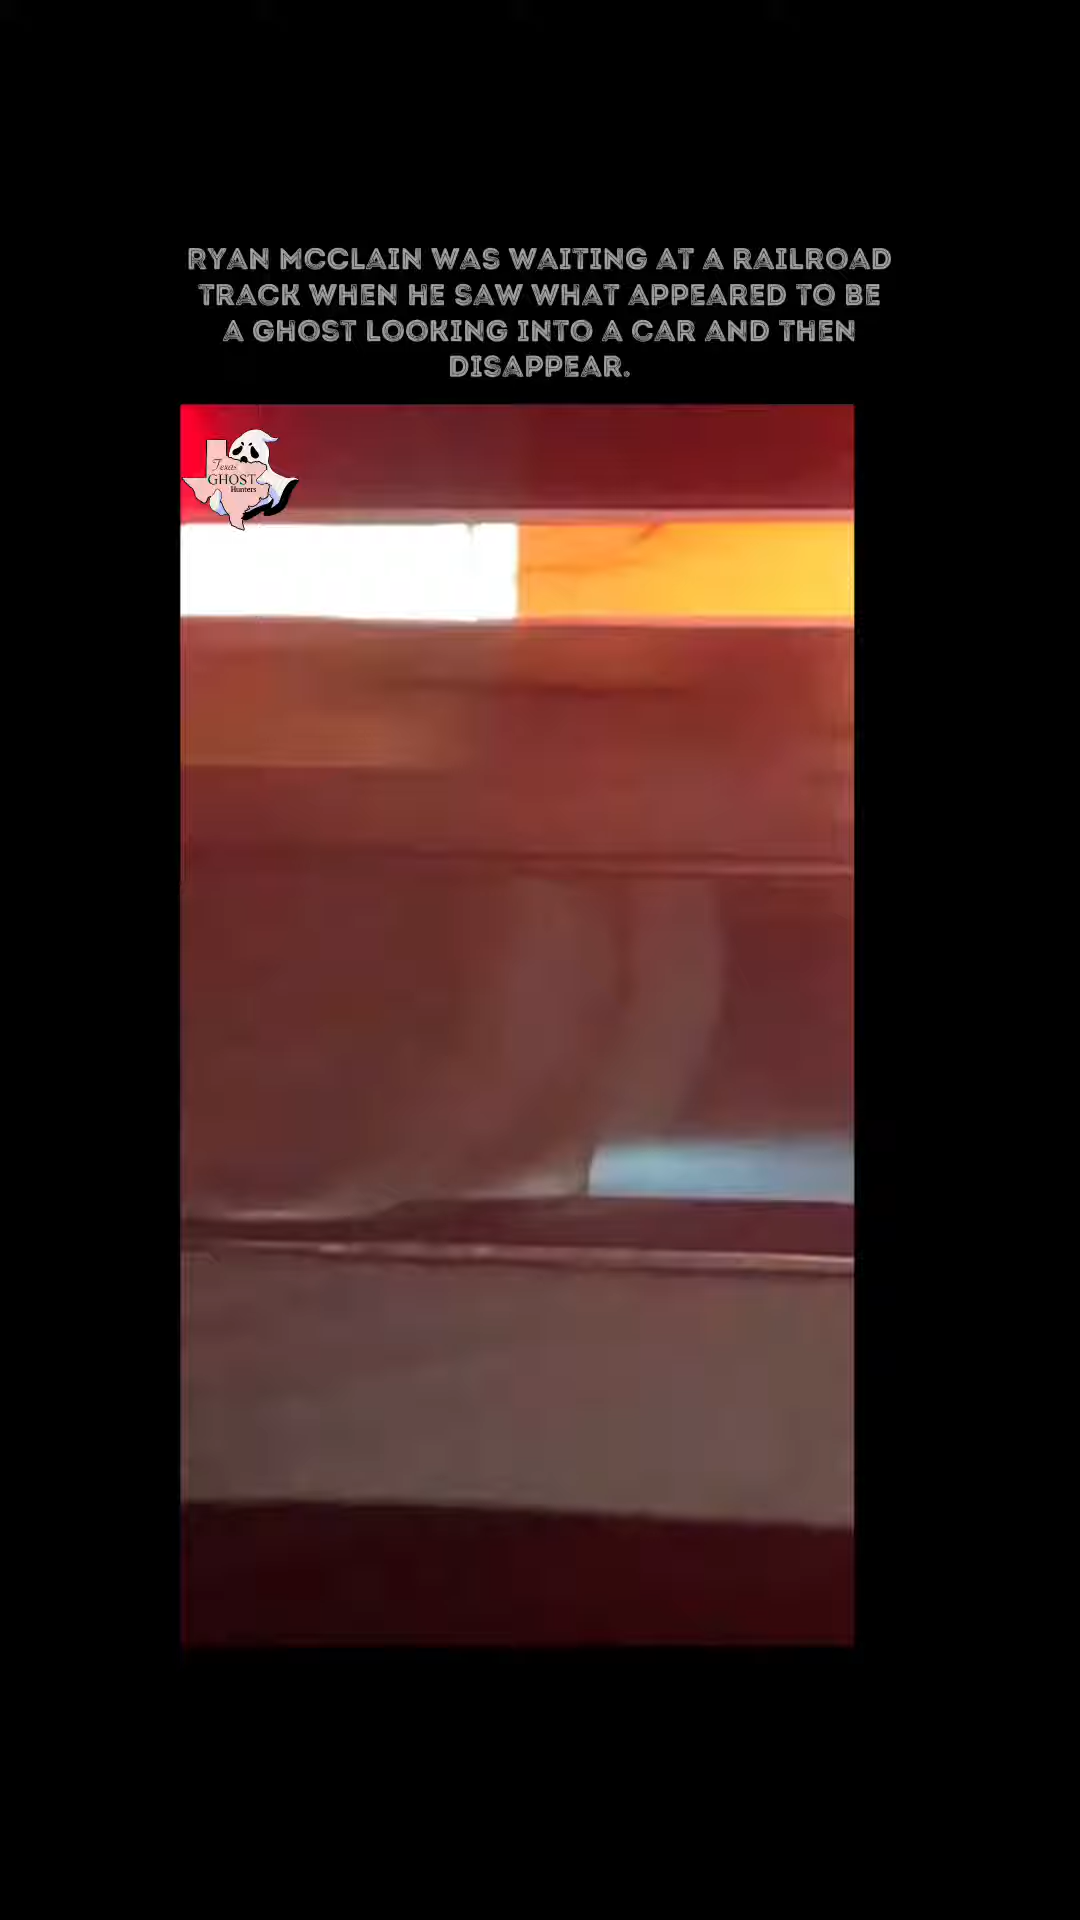 RYAN MCCLAIN WAS WAITING AT A RAILROAD
TRACK WHEN HE SAW WHAT APPEARED TO BE
A GHOST LOOKING INTO A CAR AND THEN
DISAPPEAR.
Texas
GHOST
Hunters